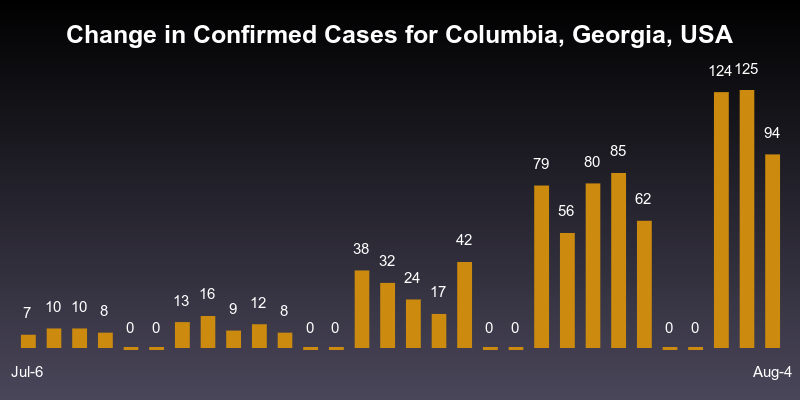 Change in Confirmed Cases for Columbia, Georgia, USA
7 10 10 8 0 0 13 16 9 12 8 0 0 38 32 24 17 42 0 0 79 56 80 85 62 0 0 124 125 94
Jul-6 Aug-4